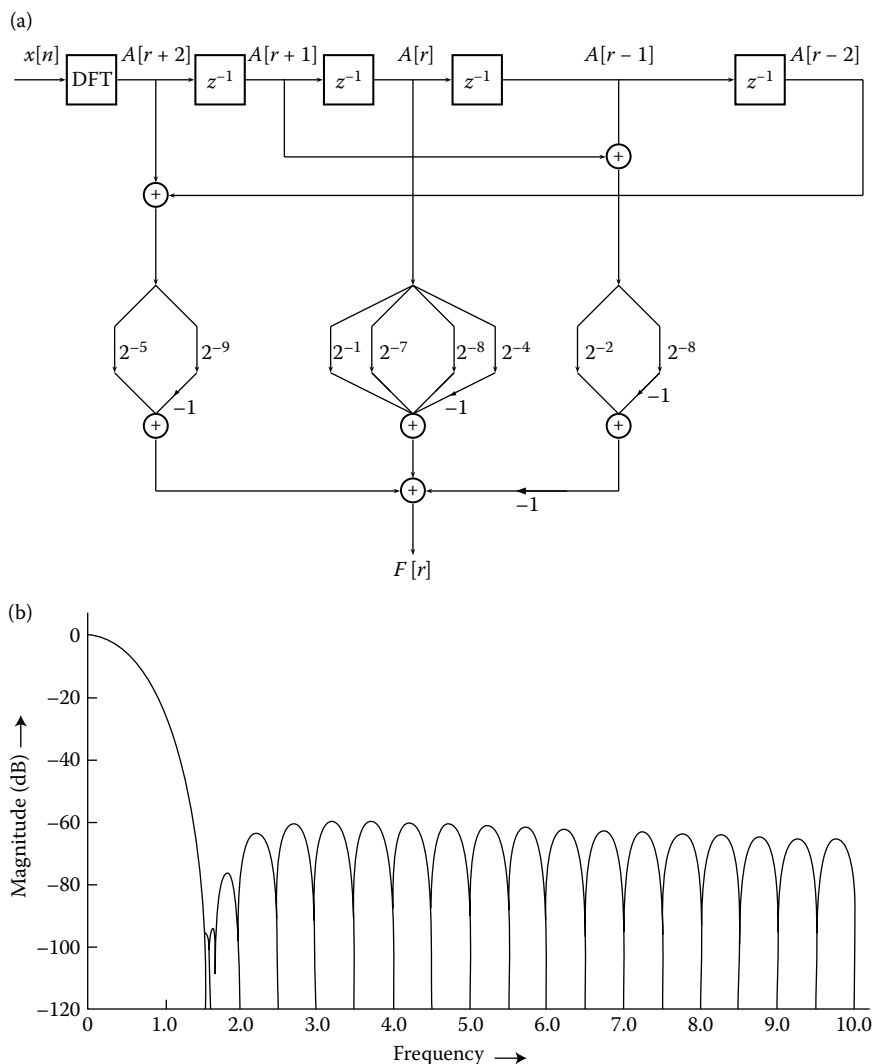 (a)
x[n] A[r + 2] A[r + 1] A[r] A[r − 1] A[r − 2]
DFT z⁻¹ z⁻¹ z⁻¹ z⁻¹
+
+
2⁻⁵ 2⁻⁹ 2⁻¹ 2⁻⁷ 2⁻⁸ 2⁻⁴ 2⁻² 2⁻⁸
−1 −1 −1
+ + +
+
−1
F [r]
(b)
0
−20
−40
−60
−80
−100
−120
Magnitude (dB)
0 1.0 2.0 3.0 4.0 5.0 6.0 7.0 8.0 9.0 10.0
Frequency